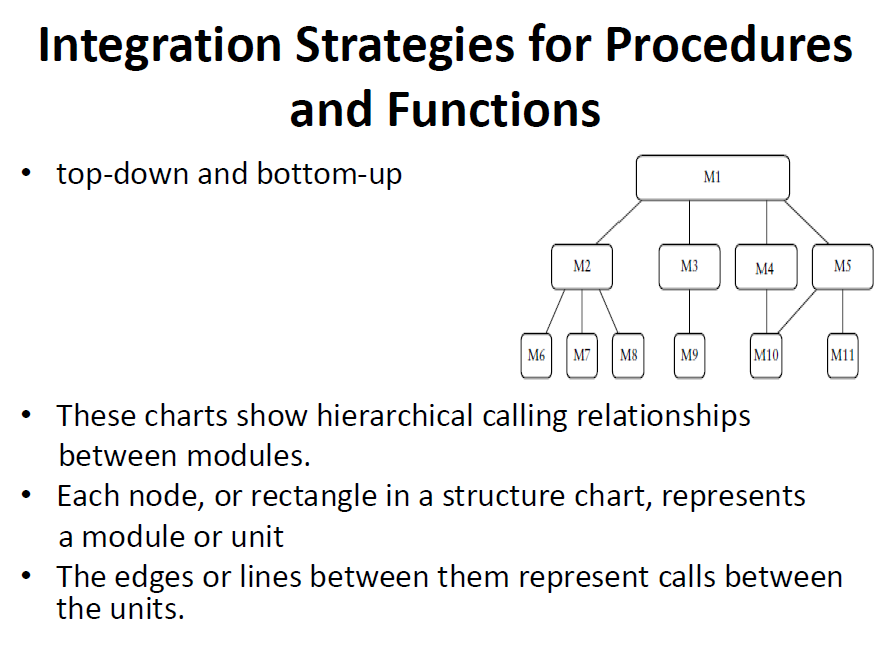 Integration Strategies for Procedures
and Functions
• top-down and bottom-up
M1
M2
M3
M4
M5
M6
M7
M8
M9
M10
M11
• These charts show hierarchical calling relationships
between modules.
• Each node, or rectangle in a structure chart, represents
a module or unit
• The edges or lines between them represent calls between
the units.